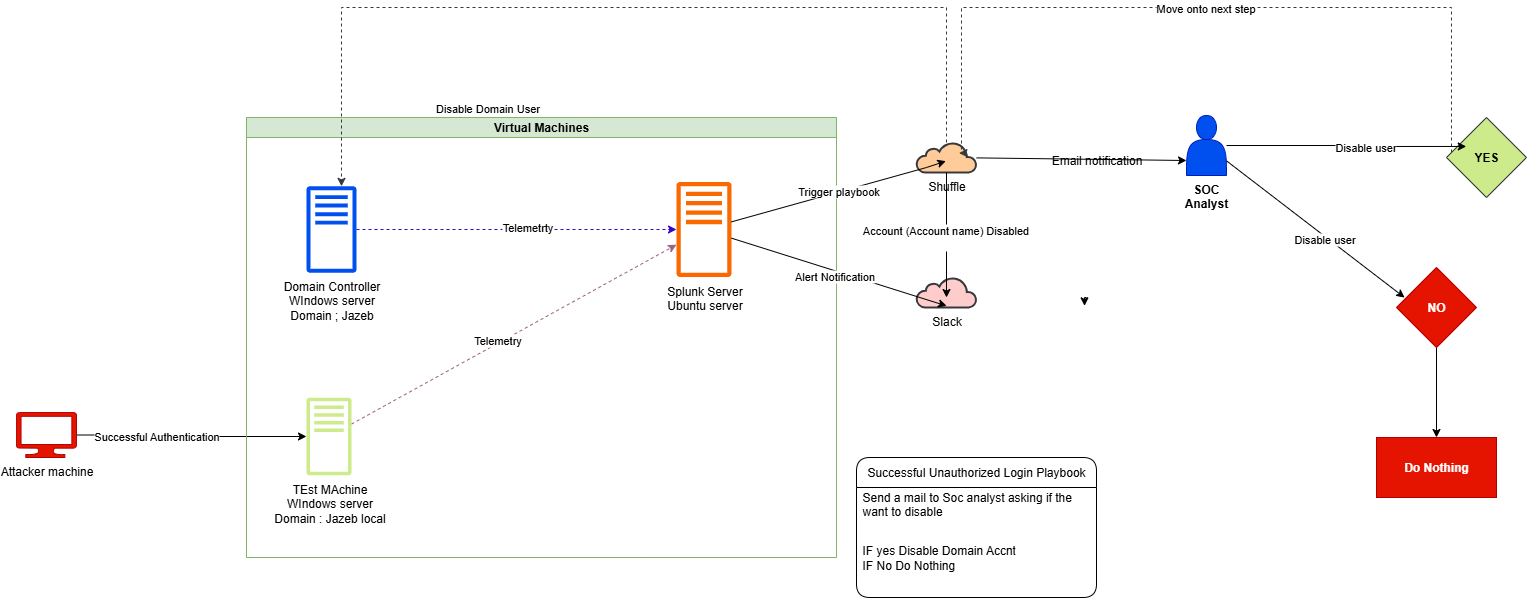 Move onto next step
Disable Domain User
Virtual Machines
YES
Disable user
Email notification
Shuffle
SOC
Analyst
Trigger playbook
Telemetrty
Account (Account name) Disabled
Disable user
Alert Notification
Domain Controller
WIndows server
Domain ; Jazeb
Splunk Server
Ubuntu server
Slack
NO
Telemetry
Successful Authentication
Attacker machine
Do Nothing
TEst MAchine
WIndows server
Domain : Jazeb local
Successful Unauthorized Login Playbook
Send a mail to Soc analyst asking if the
want to disable
IF yes Disable Domain Accnt
IF No Do Nothing